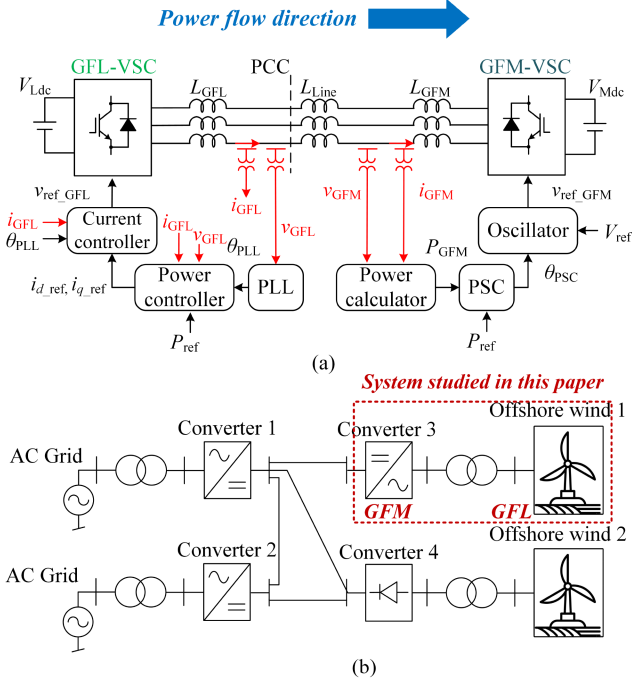 Power flow direction
GFL-VSC
PCC
GFM-VSC
L_GFL
L_Line
L_GFM
V_Ldc
V_Mdc
v_ref_GFL
i_GFL
v_GFM
i_GFM
v_ref_GFM
i_GFL
θ_PLL
Current
controller
i_GFL
v_GFL
θ_PLL
v_GFL
P_GFM
Oscillator
V_ref
i_d_ref, i_q_ref
Power
controller
PLL
Power
calculator
PSC
θ_PSC
P_ref
P_ref
(a)
System studied in this paper
Offshore wind 1
Converter 1
Converter 3
AC Grid
GFM
GFL
Converter 2
Converter 4
Offshore wind 2
AC Grid
(b)